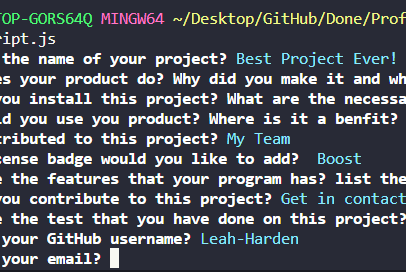 TOP-GORS64Q MINGW64 ~/Desktop/GitHub/Done/Prof
ript.js
the name of your project? Best Project Ever!
es your product do? Why did you make it and wh
you install this project? What are the necessa
ld you use you product? Where is it a benfit?
tributed to this project? My Team
cense badge would you like to add? Boost
e the features that your program has? list the
you contribute to this project? Get in contact
e the test that you have done on this project?
your GitHub username? Leah-Harden
your email?